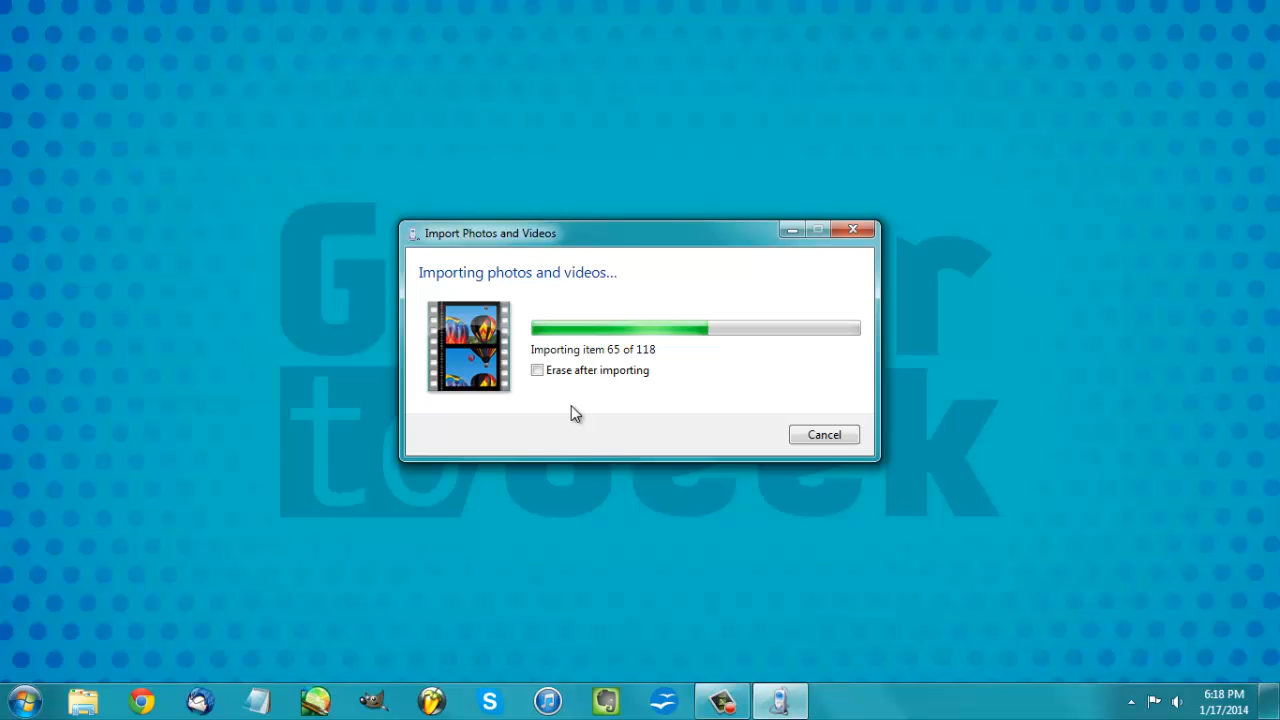 Import Photos and Videos
Importing photos and videos...
Importing item 65 of 118
Erase after importing
Cancel
6:18 PM
1/17/2014